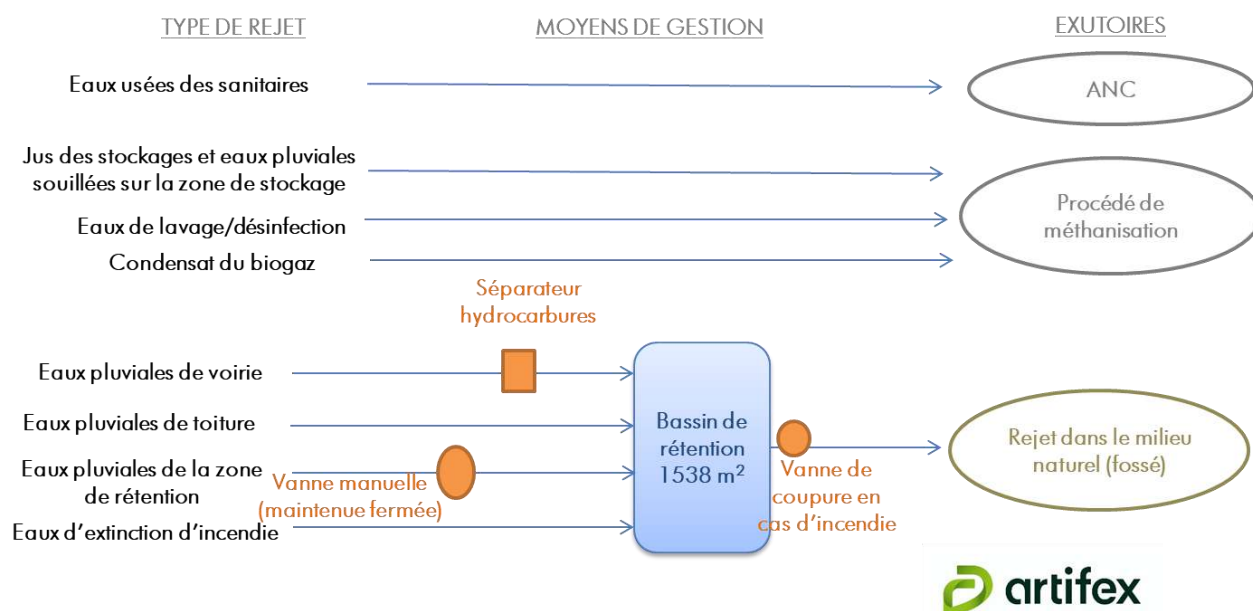 TYPE DE REJET
MOYENS DE GESTION
EXUTOIRES
Eaux usées des sanitaires
ANC
Jus des stockages et eaux pluviales
souillées sur la zone de stockage
Eaux de lavage/désinfection
Condensat du biogaz
Procédé de
méthanisation
Séparateur
hydrocarbures
Eaux pluviales de voirie
Eaux pluviales de toiture
Eaux pluviales de la zone
de rétention
Vanne manuelle
(maintenue fermée)
Eaux d'extinction d'incendie
Bassin de
rétention
1538 m²
Vanne de
coupure en
cas d'incendie
Rejet dans le milieu
naturel (fossé)
artifex